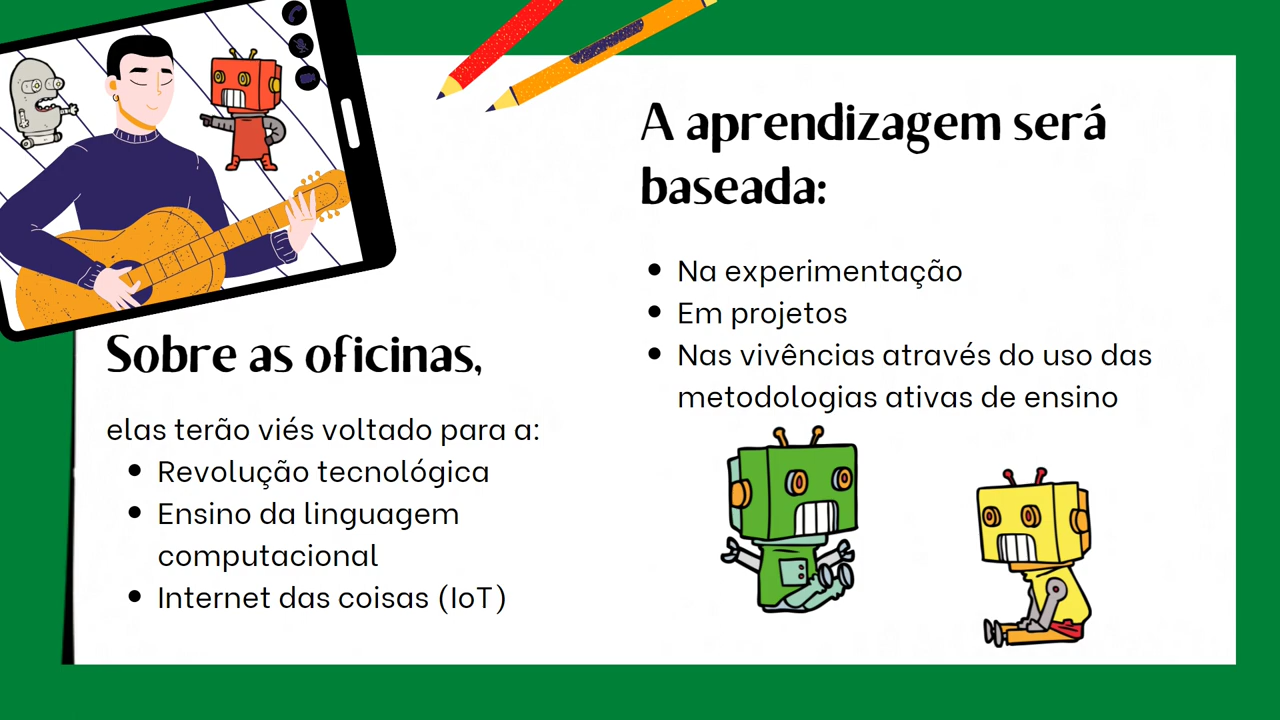 Sobre as oficinas,
elas terão viés voltado para a:
• Revolução tecnológica
• Ensino da linguagem
computacional
• Internet das coisas (IoT)
A aprendizagem será
baseada:
• Na experimentação
• Em projetos
• Nas vivências através do uso das
metodologias ativas de ensino